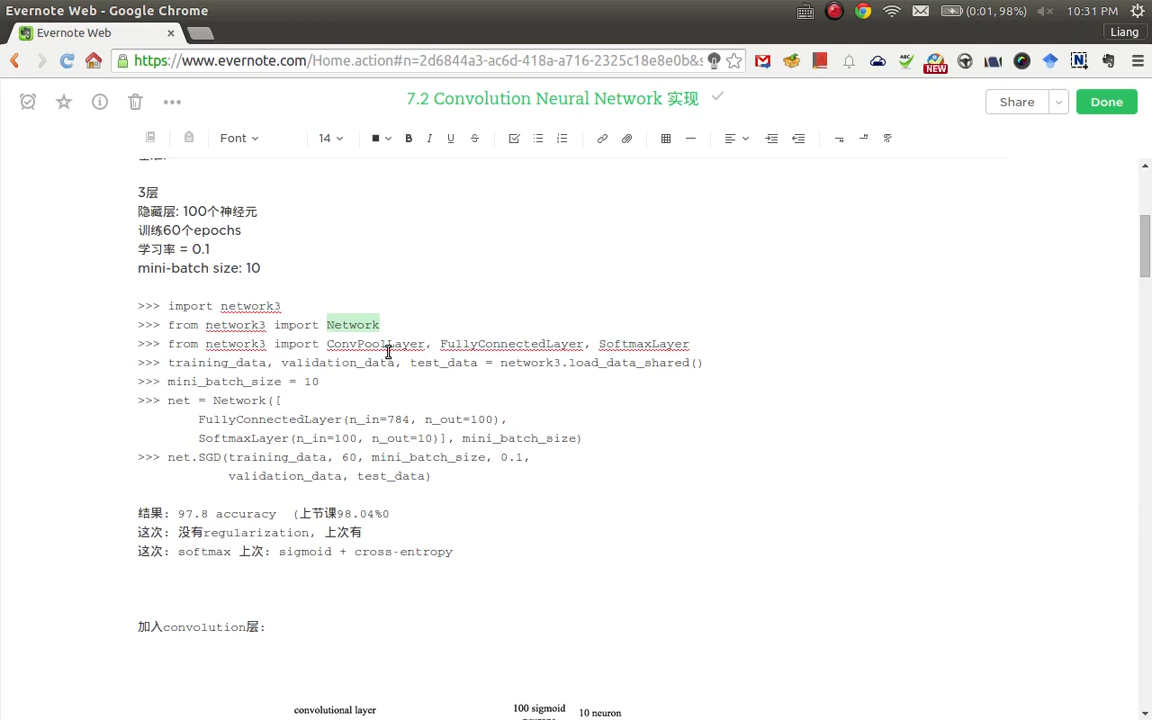 Evernote Web - Google Chrome
(0:01, 98%)
10:31 PM
Evernote Web
Liang
https://www.evernote.com/Home.action#n=2d6844a3-ac6d-418a-a716-2325c18e8e0b&s
NEW
7.2 Convolution Neural Network 实现
Share
Done
Font
14
B
I
U
S
3层
隐藏层: 100个神经元
训练60个epochs
学习率 = 0.1
mini-batch size: 10
>>> import network3
>>> from network3 import Network
>>> from network3 import ConvPoolLayer, FullyConnectedLayer, SoftmaxLayer
>>> training_data, validation_data, test_data = network3.load_data_shared()
>>> mini_batch_size = 10
>>> net = Network([
FullyConnectedLayer(n_in=784, n_out=100),
SoftmaxLayer(n_in=100, n_out=10)], mini_batch_size)
>>> net.SGD(training_data, 60, mini_batch_size, 0.1,
validation_data, test_data)
结果: 97.8 accuracy (上节课98.04%0
这次: 没有regularization, 上次有
这次: softmax 上次: sigmoid + cross-entropy
加入convolution层:
convolutional layer
100 sigmoid
10 neuron